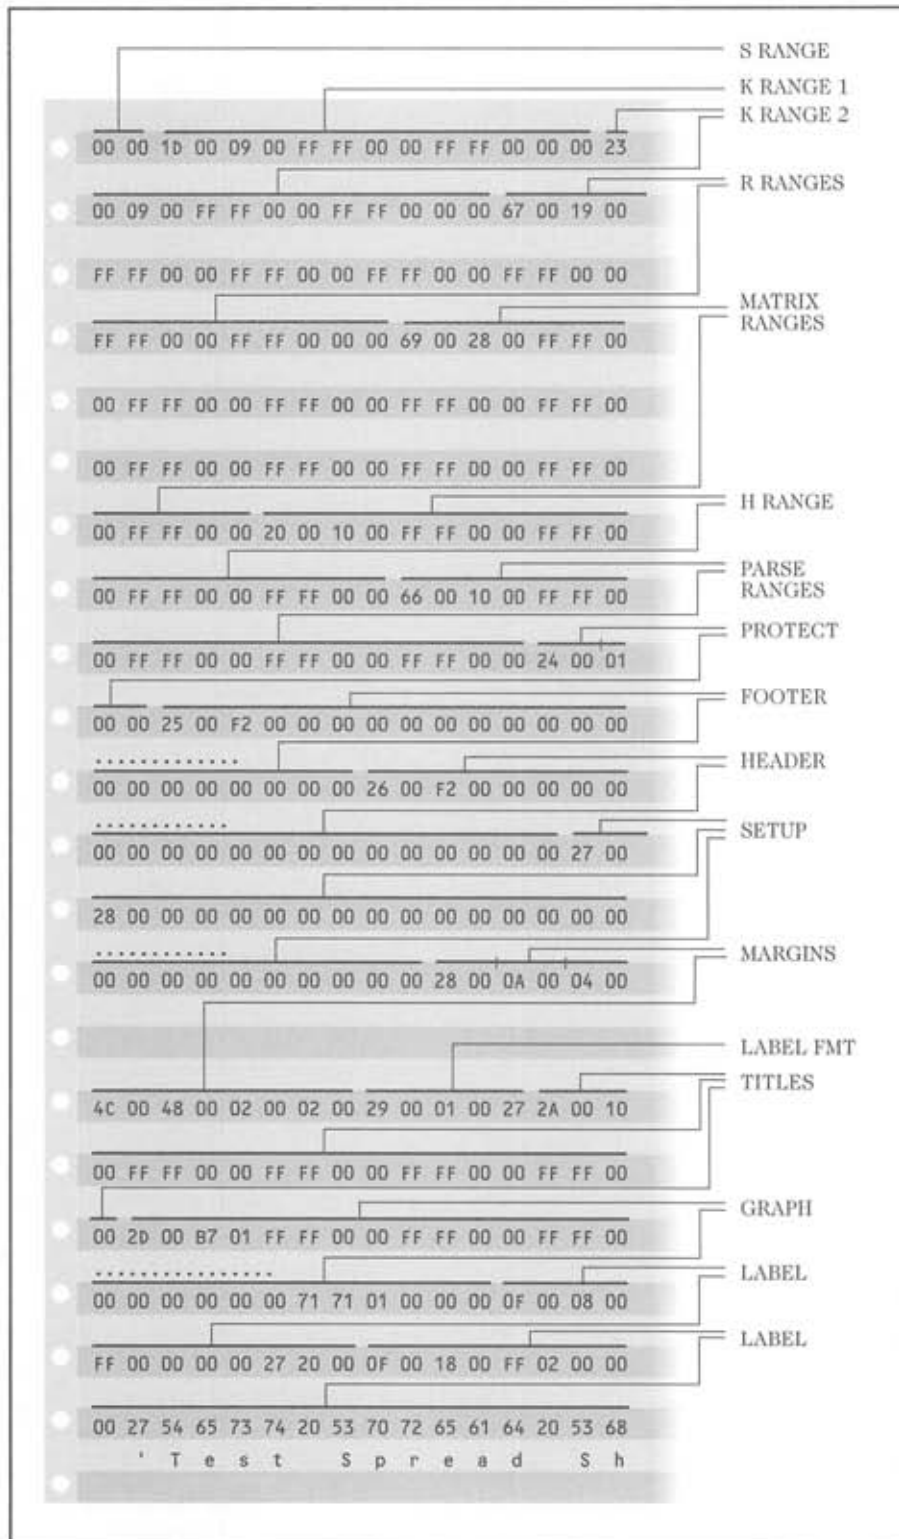 S RANGE
K RANGE 1
K RANGE 2
00 00 1D 00 09 00 FF FF 00 00 FF FF 00 00 00 23
R RANGES
00 09 00 FF FF 00 00 FF FF 00 00 00 67 00 19 00
FF FF 00 00 FF FF 00 00 FF FF 00 00 FF FF 00 00
MATRIX
RANGES
FF FF 00 00 FF FF 00 00 00 69 00 28 00 FF FF 00
00 FF FF 00 00 FF FF 00 00 FF FF 00 00 FF FF 00
00 FF FF 00 00 FF FF 00 00 FF FF 00 00 FF FF 00
H RANGE
00 FF FF 00 00 20 00 10 00 FF FF 00 00 FF FF 00
PARSE
RANGES
00 FF FF 00 00 FF FF 00 00 66 00 10 00 FF FF 00
PROTECT
00 FF FF 00 00 FF FF 00 00 FF FF 00 00 24 00 01
FOOTER
00 00 25 00 F2 00 00 00 00 00 00 00 00 00 00 00
HEADER
00 00 00 00 00 00 00 00 00 26 00 F2 00 00 00 00
SETUP
00 00 00 00 00 00 00 00 00 00 00 00 00 00 27 00
28 00 00 00 00 00 00 00 00 00 00 00 00 00 00 00
MARGINS
00 00 00 00 00 00 00 00 00 00 28 00 0A 00 04 00
LABEL FMT
TITLES
4C 00 48 00 02 00 02 00 29 00 01 00 27 2A 00 10
00 FF FF 00 00 FF FF 00 00 FF FF 00 00 FF FF 00
GRAPH
00 2D 00 B7 01 FF FF 00 00 FF FF 00 00 FF FF 00
LABEL
00 00 00 00 00 00 71 71 01 00 00 00 0F 00 08 00
LABEL
FF 00 00 00 00 27 20 00 0F 00 18 00 FF 02 00 00
00 27 54 65 73 74 20 53 70 72 65 61 64 20 53 68
' T e s t S p r e a d S h